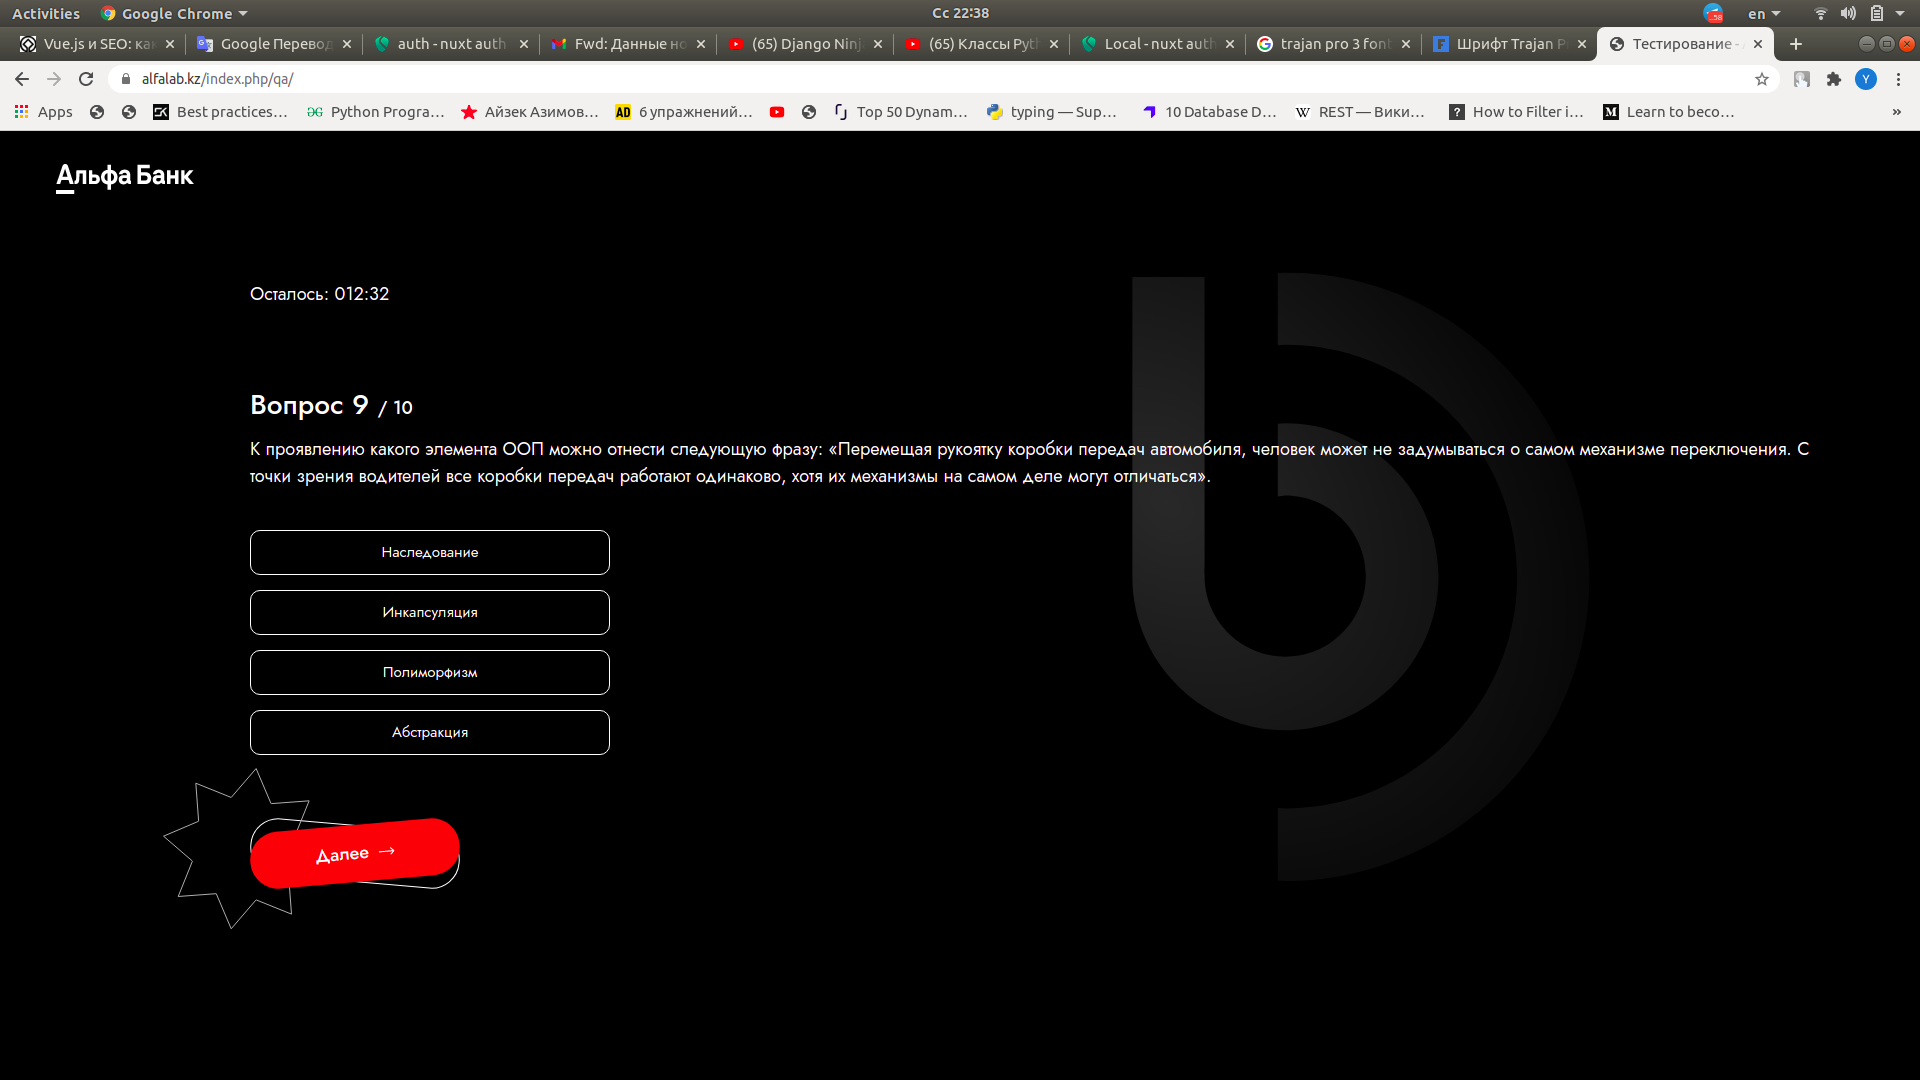 Activities Google Chrome Сс 22:38 58 en
Vue.js и SEO: как Google Перевод auth - nuxt auth Fwd: Данные но (65) Django Ninj (65) Классы Pyth Local - nuxt auth trajan pro 3 font Шрифт Trajan P Тестирование -
alfalab.kz/index.php/qa/ Y
Apps Best practices... Python Progra... Айзек Азимов... AD 6 упражнений... Top 50 Dynam... typing — Sup... 10 Database D... W REST — Вики... ? How to Filter i... M Learn to beco... »
Альфа Банк
Осталось: 012:32
Вопрос 9 / 10
К проявлению какого элемента ООП можно отнести следующую фразу: «Перемещая рукоятку коробки передач автомобиля, человек может не задумываться о самом механизме переключения. С
точки зрения водителей все коробки передач работают одинаково, хотя их механизмы на самом деле могут отличаться».
Наследование
Инкапсуляция
Полиморфизм
Абстракция
Далее →